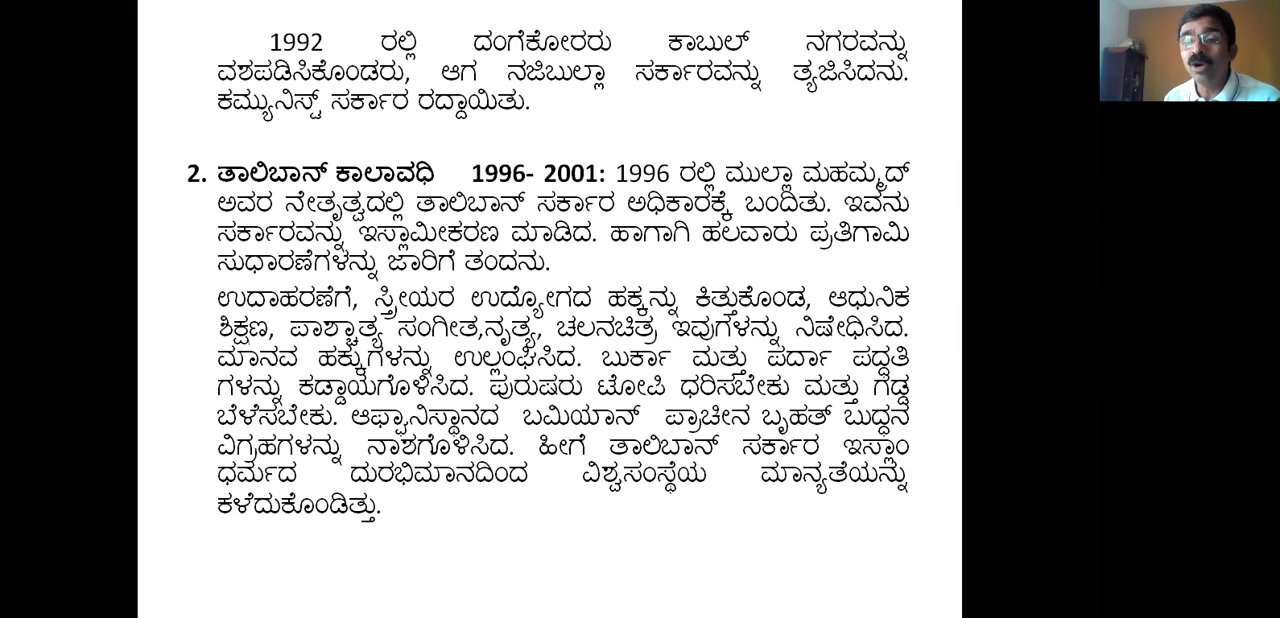 1992 ರಲ್ಲಿ ದಂಗೆಕೋರರು ಕಾಬುಲ್ ನಗರವನ್ನು
ವಶಪಡಿಸಿಕೊಂಡರು, ಆಗ ನಜಿಬುಲ್ಲಾ ಸರ್ಕಾರವನ್ನು ತ್ಯಜಿಸಿದನು.
ಕಮ್ಯುನಿಸ್ಟ್ ಸರ್ಕಾರ ರದ್ದಾಯಿತು.
2. ತಾಲಿಬಾನ್ ಕಾಲಾವಧಿ 1996- 2001: 1996 ರಲ್ಲಿ ಮುಲ್ಲಾ ಮಹಮ್ಮದ್
ಅವರ ನೇತೃತ್ವದಲ್ಲಿ ತಾಲಿಬಾನ್ ಸರ್ಕಾರ ಅಧಿಕಾರಕ್ಕೆ ಬಂದಿತು. ಇವನು
ಸರ್ಕಾರವನ್ನು ಇಸ್ಲಾಮೀಕರಣ ಮಾಡಿದ. ಹಾಗಾಗಿ ಹಲವಾರು ಪ್ರತಿಗಾಮಿ
ಸುಧಾರಣೆಗಳನ್ನು ಜಾರಿಗೆ ತಂದನು.
ಉದಾಹರಣೆಗೆ, ಸ್ತ್ರೀಯರ ಉದ್ಯೋಗದ ಹಕ್ಕನ್ನು ಕಿತ್ತುಕೊಂಡ, ಆಧುನಿಕ
ಶಿಕ್ಷಣ, ಪಾಶ್ಚಾತ್ಯ ಸಂಗೀತ,ನೃತ್ಯ, ಚಲನಚಿತ್ರ ಇವುಗಳನ್ನು ನಿಷೇಧಿಸಿದ.
ಮಾನವ ಹಕ್ಕುಗಳನ್ನು ಉಲ್ಲಂಘಿಸಿದ. ಬುರ್ಕಾ ಮತ್ತು ಪರ್ದಾ ಪದ್ಧತಿ
ಗಳನ್ನು ಕಡ್ಡಾಯಗೊಳಿಸಿದ. ಪುರುಷರು ಟೋಪಿ ಧರಿಸಬೇಕು ಮತ್ತು ಗಡ್ಡ
ಬೆಳೆಸಬೇಕು. ಆಫ್ಘಾನಿಸ್ಥಾನದ ಬಮಿಯಾನ್ ಪ್ರಾಚೀನ ಬೃಹತ್ ಬುದ್ಧನ
ವಿಗ್ರಹಗಳನ್ನು ನಾಶಗೊಳಿಸಿದ. ಹೀಗೆ ತಾಲಿಬಾನ್ ಸರ್ಕಾರ ಇಸ್ಲಾಂ
ಧರ್ಮದ ದುರಭಿಮಾನದಿಂದ ವಿಶ್ವಸಂಸ್ಥೆಯ ಮಾನ್ಯತೆಯನ್ನು
ಕಳೆದುಕೊಂಡಿತ್ತು.